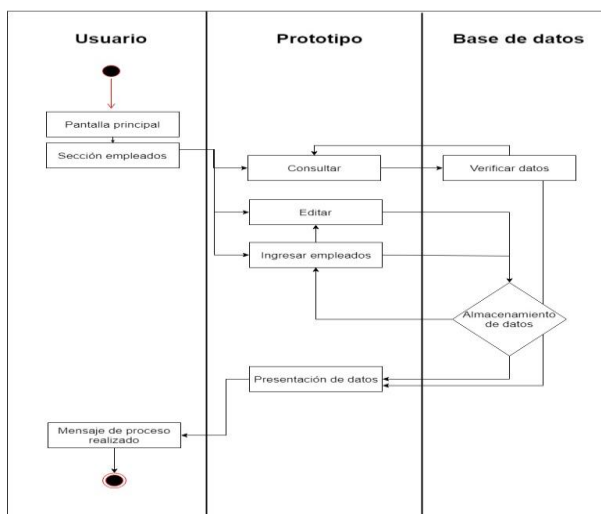 Usuario
Prototipo
Base de datos
Pantalla principal
Sección empleados
Consultar
Verificar datos
Editar
Ingresar empleados
Almacenamiento
de datos
Presentación de datos
Mensaje de proceso
realizado